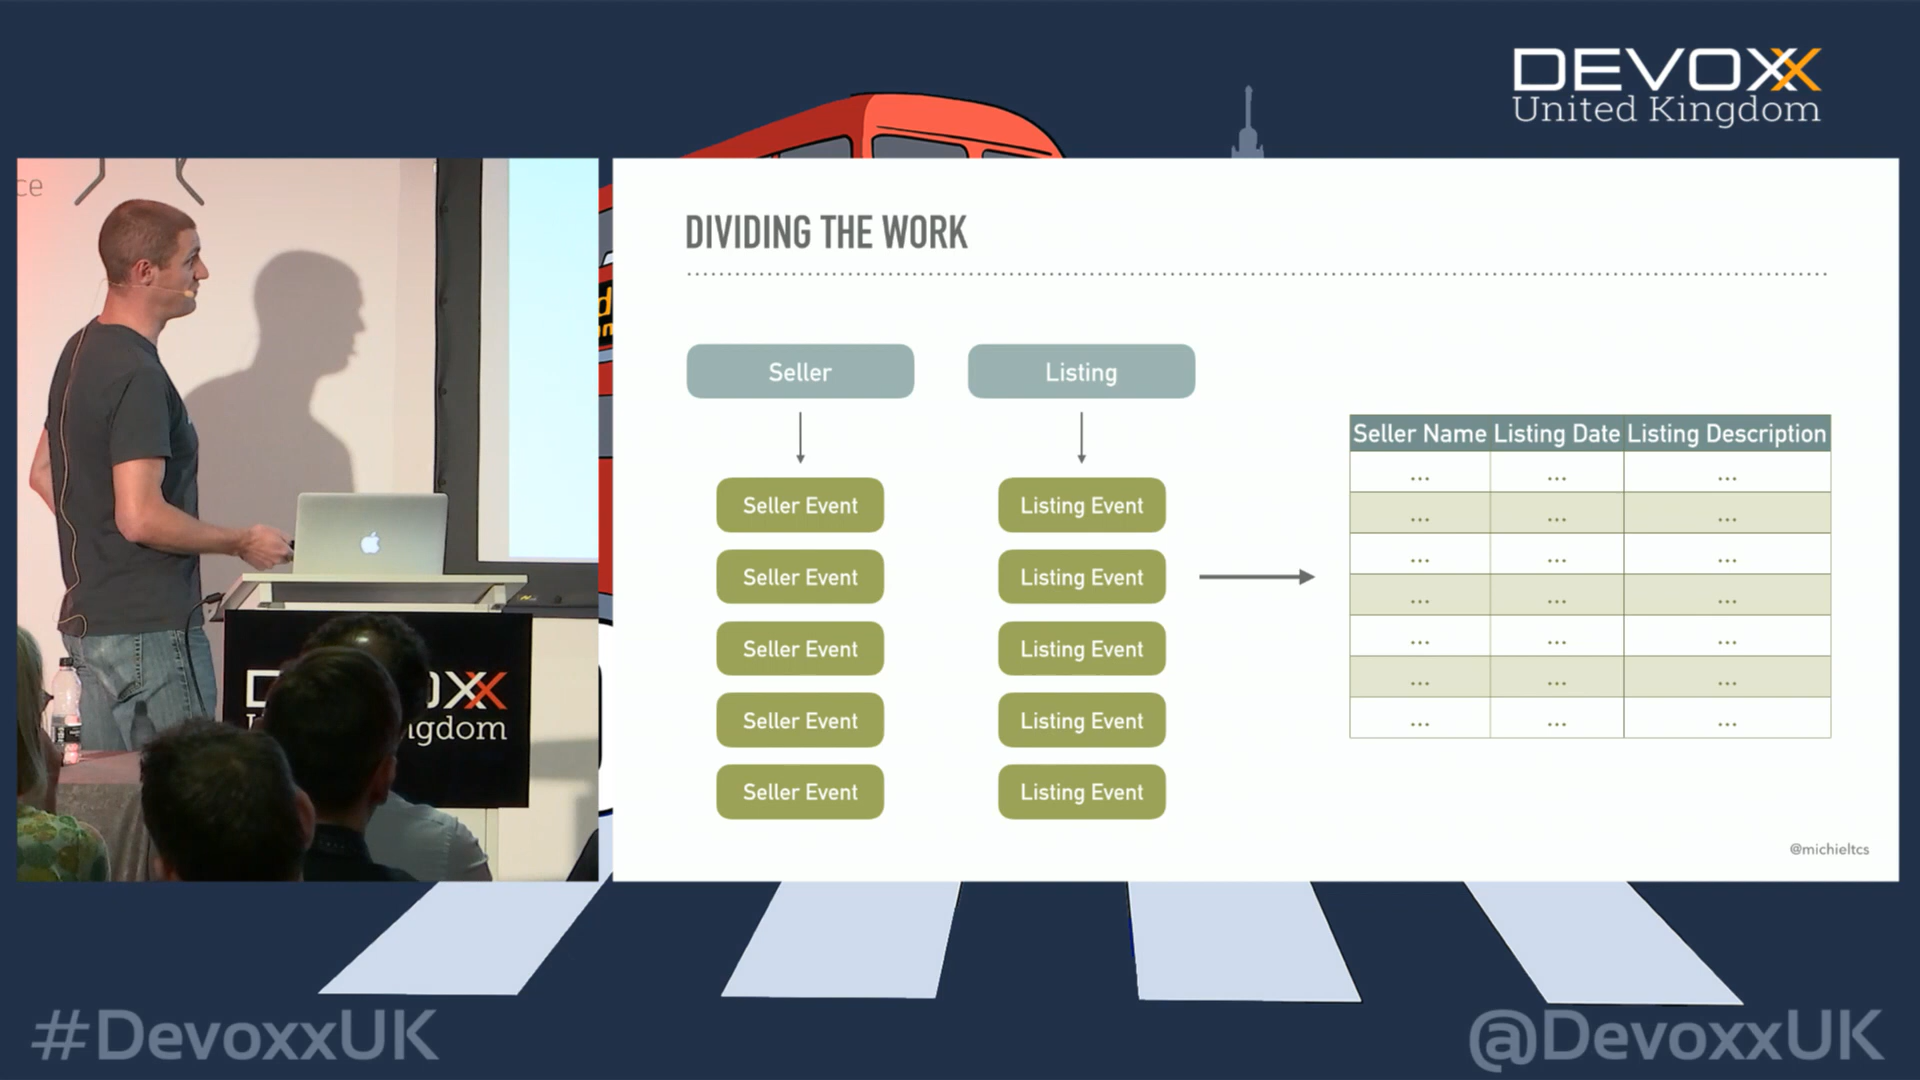 DEVOXX
United Kingdom
ce
DIVIDING THE WORK
Seller
Listing
Seller Event
Seller Event
Seller Event
Seller Event
Seller Event
Listing Event
Listing Event
Listing Event
Listing Event
Listing Event
Seller Name Listing Date Listing Description
... ... ...
... ... ...
... ... ...
... ... ...
... ... ...
... ... ...
... ... ...
@michieltcs
#DevoxxUK
@DevoxxUK